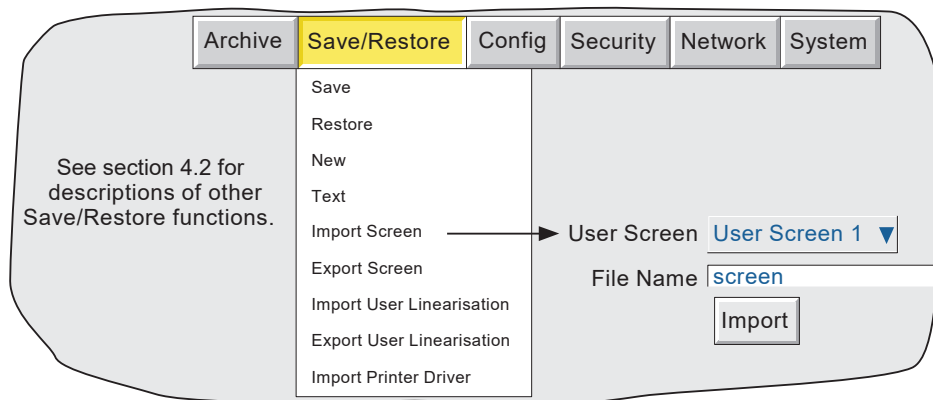 Archive Save/Restore Config Security Network System
Save
Restore
New
Text
Import Screen
Export Screen
Import User Linearisation
Export User Linearisation
Import Printer Driver
See section 4.2 for
descriptions of other
Save/Restore functions.
User Screen User Screen 1
File Name screen
Import